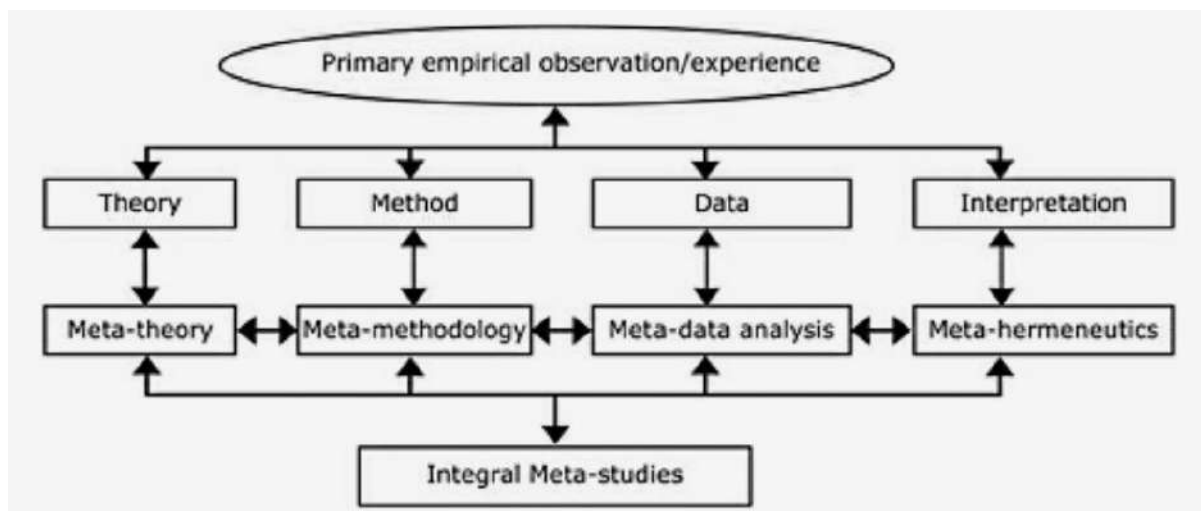 Primary empirical observation/experience
Theory
Method
Data
Interpretation
Meta-theory
Meta-methodology
Meta-data analysis
Meta-hermeneutics
Integral Meta-studies